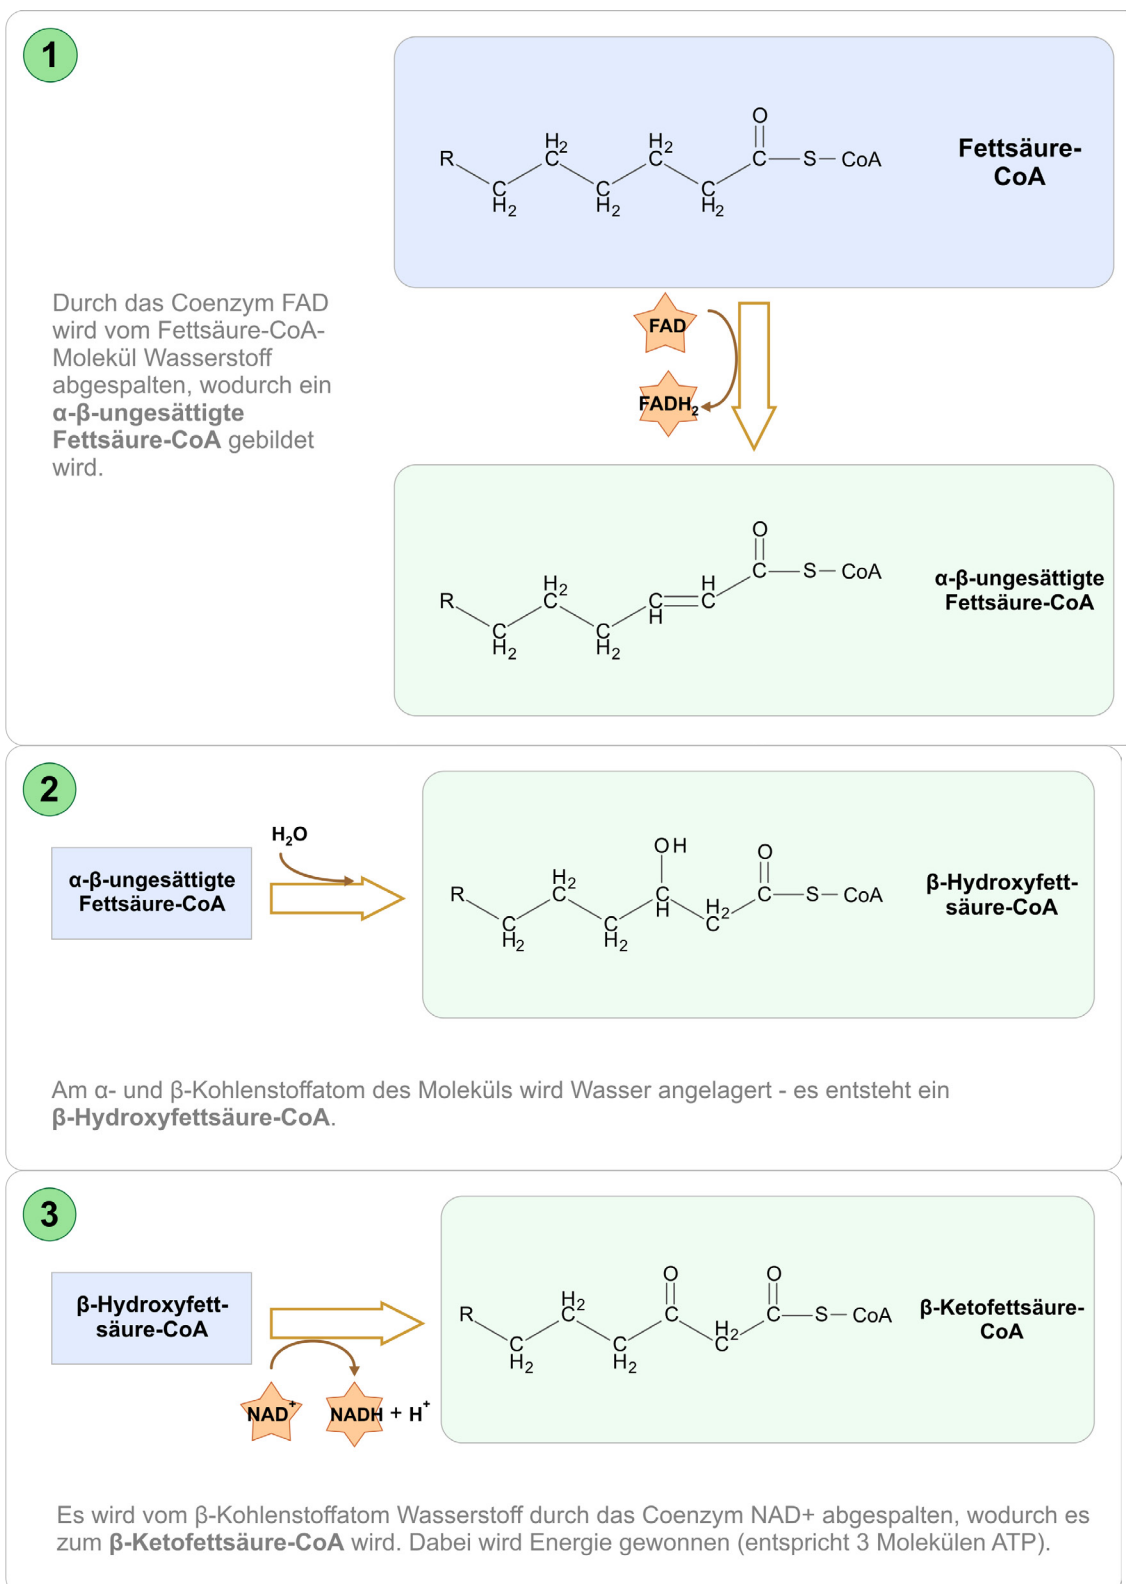 1
O
H2 H2
R C C C S CoA
C C C
H2 H2 H2
Fettsäure-
CoA
Durch das Coenzym FAD
wird vom Fettsäure-CoA-
Molekül Wasserstoff
abgespalten, wodurch ein
α-β-ungesättigte
Fettsäure-CoA gebildet
wird.
FAD
FADH2
O
H2 H C S CoA
R C C C
C C H
H2 H2
α-β-ungesättigte
Fettsäure-CoA
2
H2O
α-β-ungesättigte
Fettsäure-CoA
OH O
H2
R C C C S CoA
H H2
C C C
H2 H2
β-Hydroxyfett-
säure-CoA
Am α- und β-Kohlenstoffatom des Moleküls wird Wasser angelagert - es entsteht ein
β-Hydroxyfettsäure-CoA.
3
β-Hydroxyfett-
säure-CoA
NAD+ NADH + H+
O O
H2
R C C C S CoA
H2
C C C
H2 H2
β-Ketofettsäure-
CoA
Es wird vom β-Kohlenstoffatom Wasserstoff durch das Coenzym NAD+ abgespalten, wodurch es
zum β-Ketofettsäure-CoA wird. Dabei wird Energie gewonnen (entspricht 3 Molekülen ATP).